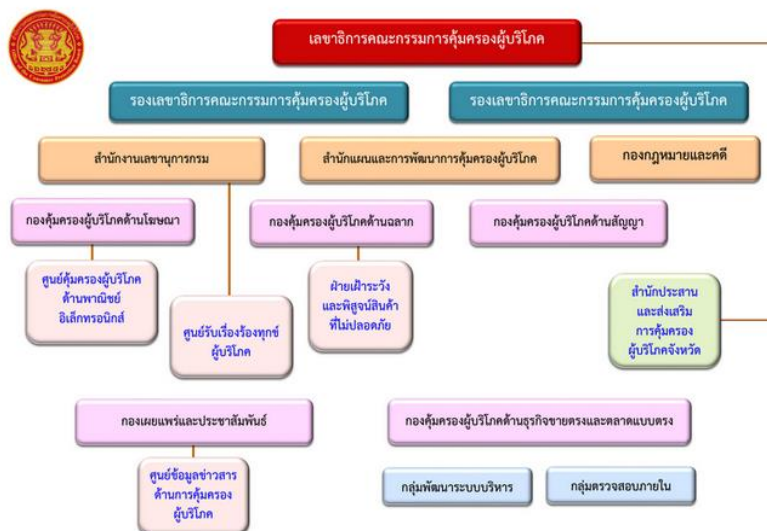 เลขาธิการคณะกรรมการคุ้มครองผู้บริโภค
รองเลขาธิการคณะกรรมการคุ้มครองผู้บริโภค
รองเลขาธิการคณะกรรมการคุ้มครองผู้บริโภค
สำนักงานเลขานุการกรม
สำนักแผนและการพัฒนาการคุ้มครองผู้บริโภค
กองกฎหมายและคดี
กองคุ้มครองผู้บริโภคด้านโฆษณา
กองคุ้มครองผู้บริโภคด้านฉลาก
กองคุ้มครองผู้บริโภคด้านสัญญา
ศูนย์คุ้มครองผู้บริโภค
ด้านพาณิชย์
อิเล็กทรอนิกส์
ศูนย์รับเรื่องร้องทุกข์
ผู้บริโภค
ฝ่ายเฝ้าระวัง
และพิสูจน์สินค้า
ที่ไม่ปลอดภัย
สำนักประสาน
และส่งเสริม
การคุ้มครอง
ผู้บริโภคจังหวัด
กองเผยแพร่และประชาสัมพันธ์
กองคุ้มครองผู้บริโภคด้านธุรกิจขายตรงและตลาดแบบตรง
ศูนย์ข้อมูลข่าวสาร
ด้านการคุ้มครอง
ผู้บริโภค
กลุ่มพัฒนาระบบบริหาร
กลุ่มตรวจสอบภายใน